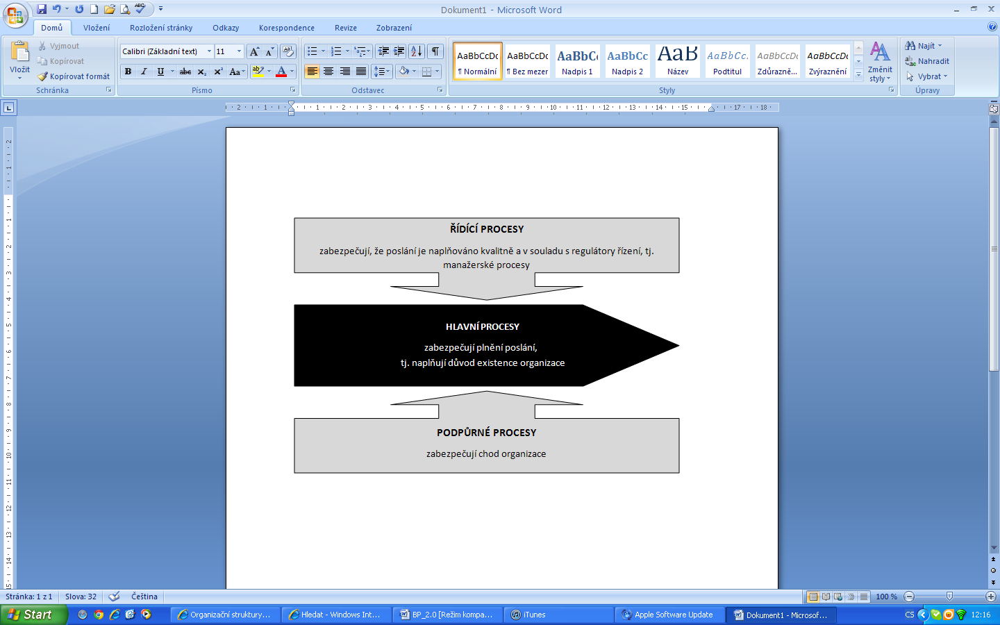 Dokument1 - Microsoft Word
Domů Vložení Rozložení stránky Odkazy Korespondence Revize Zobrazení
Vložit
Vyjmout
Kopírovat
Kopírovat formát
Schránka
Calibri (Základní text) 11
Písmo
Odstavec
AaBbCcDc AaBbCcDc AaBbCc AaBbCc AaB AaBbCc. AaBbCcDc AaBbCcDc
¶ Normální ¶ Bez mezer Nadpis 1 Nadpis 2 Název Podtitul Zdůrazně... Zvýraznění
Změnit
styly
Styly
Najít
Nahradit
Vybrat
Úpravy
ŘÍDÍCÍ PROCESY
zabezpečují, že poslání je naplňováno kvalitně a v souladu s regulátory řízení, tj.
manažerské procesy
HLAVNÍ PROCESY
zabezpečují plnění poslání,
tj. naplňují důvod existence organizace
PODPŮRNÉ PROCESY
zabezpečují chod organizace
Stránka: 1 z 1 Slova: 32 Čeština 100 %
Start Organizační struktury... Hledat - Windows Int... BP_2.0 [Režim kompa... iTunes Apple Software Update Dokument1 - Microsof... CS 12:16